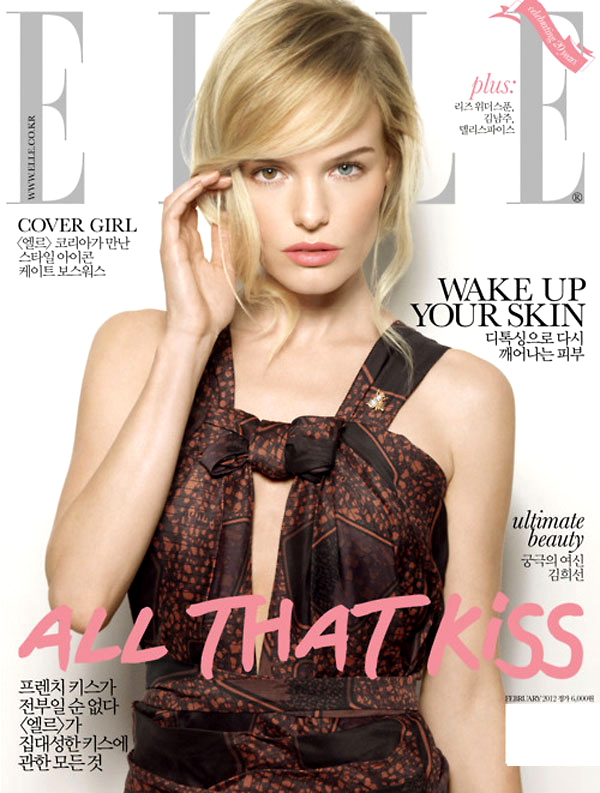 ELLE
celebrating 20 years
WWW.ELLE.CO.KR
plus:
리즈 위더스푼,
김남주,
델리스파이스
COVER GIRL
〈엘르〉 코리아가 만난
스타일 아이콘
케이트 보스워스
WAKE UP
YOUR SKIN
디톡싱으로 다시
깨어나는 피부
ultimate
beauty
궁극의 여신
김희선
ALL THAT KiSS
프렌치 키스가
전부일 순 없다
〈엘르〉가
집대성한 키스에
관한 모든 것
FEBRUARY 2012 정가 6,000원
®